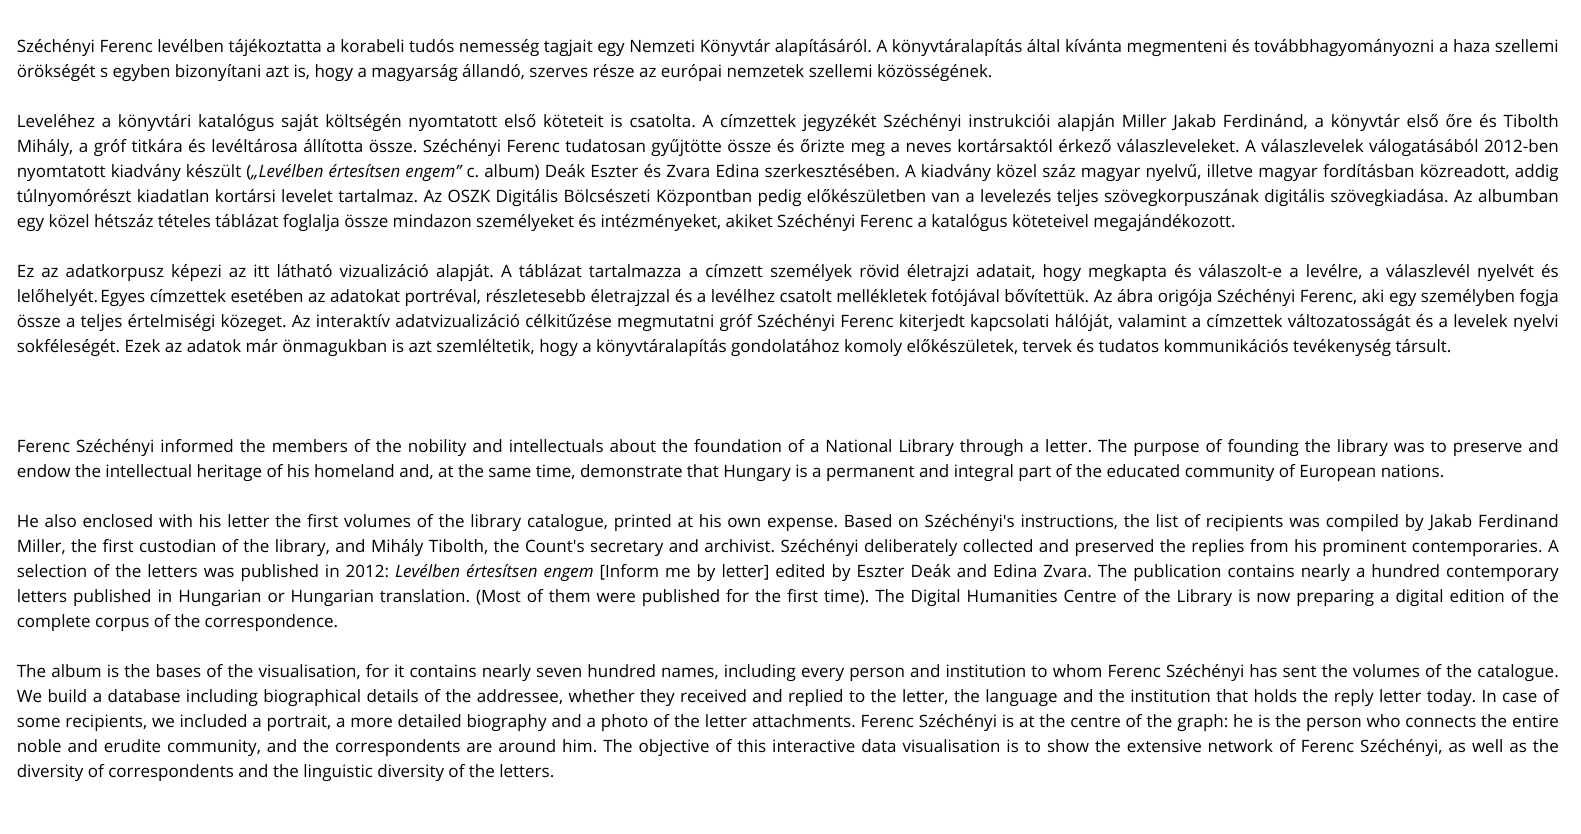 Széchényi Ferenc levélben tájékoztatta a korabeli tudós nemesség tagjait egy Nemzeti Könyvtár alapításáról. A könyvtáralapítás által kívánta megmenteni és továbbhagyományozni a haza szellemi
örökségét s egyben bizonyítani azt is, hogy a magyarság állandó, szerves része az európai nemzetek szellemi közösségének.
Leveléhez a könyvtári katalógus saját költségén nyomtatott első köteteit is csatolta. A címzettek jegyzékét Széchényi instrukciói alapján Miller Jakab Ferdinánd, a könyvtár első őre és Tibolth
Mihály, a gróf titkára és levéltárosa állította össze. Széchényi Ferenc tudatosan gyűjtötte össze és őrizte meg a neves kortársaktól érkező válaszleveleket. A válaszlevelek válogatásából 2012-ben
nyomtatott kiadvány készült („Levélben értesítsen engem” c. album) Deák Eszter és Zvara Edina szerkesztésében. A kiadvány közel száz magyar nyelvű, illetve magyar fordításban közreadott, addig
túlnyomórészt kiadatlan kortársi levelet tartalmaz. Az OSZK Digitális Bölcsészeti Központban pedig előkészületben van a levelezés teljes szövegkorpuszának digitális szövegkiadása. Az albumban
egy közel hétszáz tételes táblázat foglalja össze mindazon személyeket és intézményeket, akiket Széchényi Ferenc a katalógus köteteivel megajándékozott.
Ez az adatkorpusz képezi az itt látható vizualizáció alapját. A táblázat tartalmazza a címzett személyek rövid életrajzi adatait, hogy megkapta és válaszolt-e a levélre, a válaszlevél nyelvét és
lelőhelyét. Egyes címzettek esetében az adatokat portréval, részletesebb életrajzzal és a levélhez csatolt mellékletek fotójával bővítettük. Az ábra origója Széchényi Ferenc, aki egy személyben fogja
össze a teljes értelmiségi közeget. Az interaktív adatvizualizáció célkitűzése megmutatni gróf Széchényi Ferenc kiterjedt kapcsolati hálóját, valamint a címzettek változatosságát és a levelek nyelvi
sokféleségét. Ezek az adatok már önmagukban is azt szemléltetik, hogy a könyvtáralapítás gondolatához komoly előkészületek, tervek és tudatos kommunikációs tevékenység társult.
Ferenc Széchényi informed the members of the nobility and intellectuals about the foundation of a National Library through a letter. The purpose of founding the library was to preserve and
endow the intellectual heritage of his homeland and, at the same time, demonstrate that Hungary is a permanent and integral part of the educated community of European nations.
He also enclosed with his letter the first volumes of the library catalogue, printed at his own expense. Based on Széchényi's instructions, the list of recipients was compiled by Jakab Ferdinand
Miller, the first custodian of the library, and Mihály Tibolth, the Count's secretary and archivist. Széchényi deliberately collected and preserved the replies from his prominent contemporaries. A
selection of the letters was published in 2012: Levélben értesítsen engem [Inform me by letter] edited by Eszter Deák and Edina Zvara. The publication contains nearly a hundred contemporary
letters published in Hungarian or Hungarian translation. (Most of them were published for the first time). The Digital Humanities Centre of the Library is now preparing a digital edition of the
complete corpus of the correspondence.
The album is the bases of the visualisation, for it contains nearly seven hundred names, including every person and institution to whom Ferenc Széchényi has sent the volumes of the catalogue.
We build a database including biographical details of the addressee, whether they received and replied to the letter, the language and the institution that holds the reply letter today. In case of
some recipients, we included a portrait, a more detailed biography and a photo of the letter attachments. Ferenc Széchényi is at the centre of the graph: he is the person who connects the entire
noble and erudite community, and the correspondents are around him. The objective of this interactive data visualisation is to show the extensive network of Ferenc Széchényi, as well as the
diversity of correspondents and the linguistic diversity of the letters.